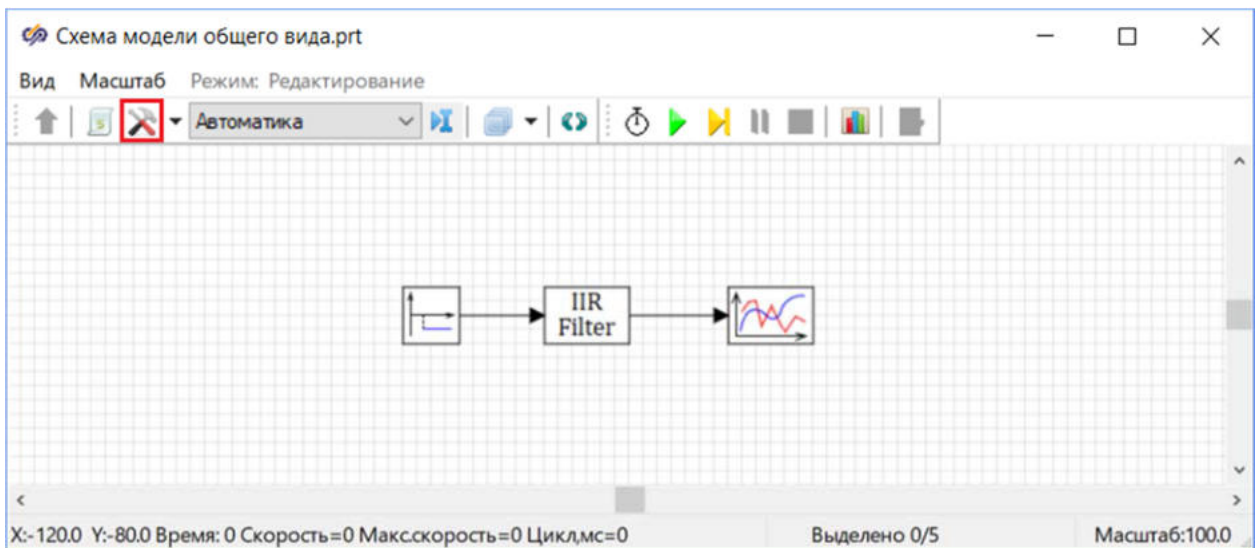 Схема модели общего вида.prt
Вид Масштаб Режим: Редактирование
Автоматика
IIR
Filter
X:-120.0 Y:-80.0 Время: 0 Скорость=0 Макс.скорость=0 Цикл,мс=0 Выделено 0/5 Масштаб:100.0